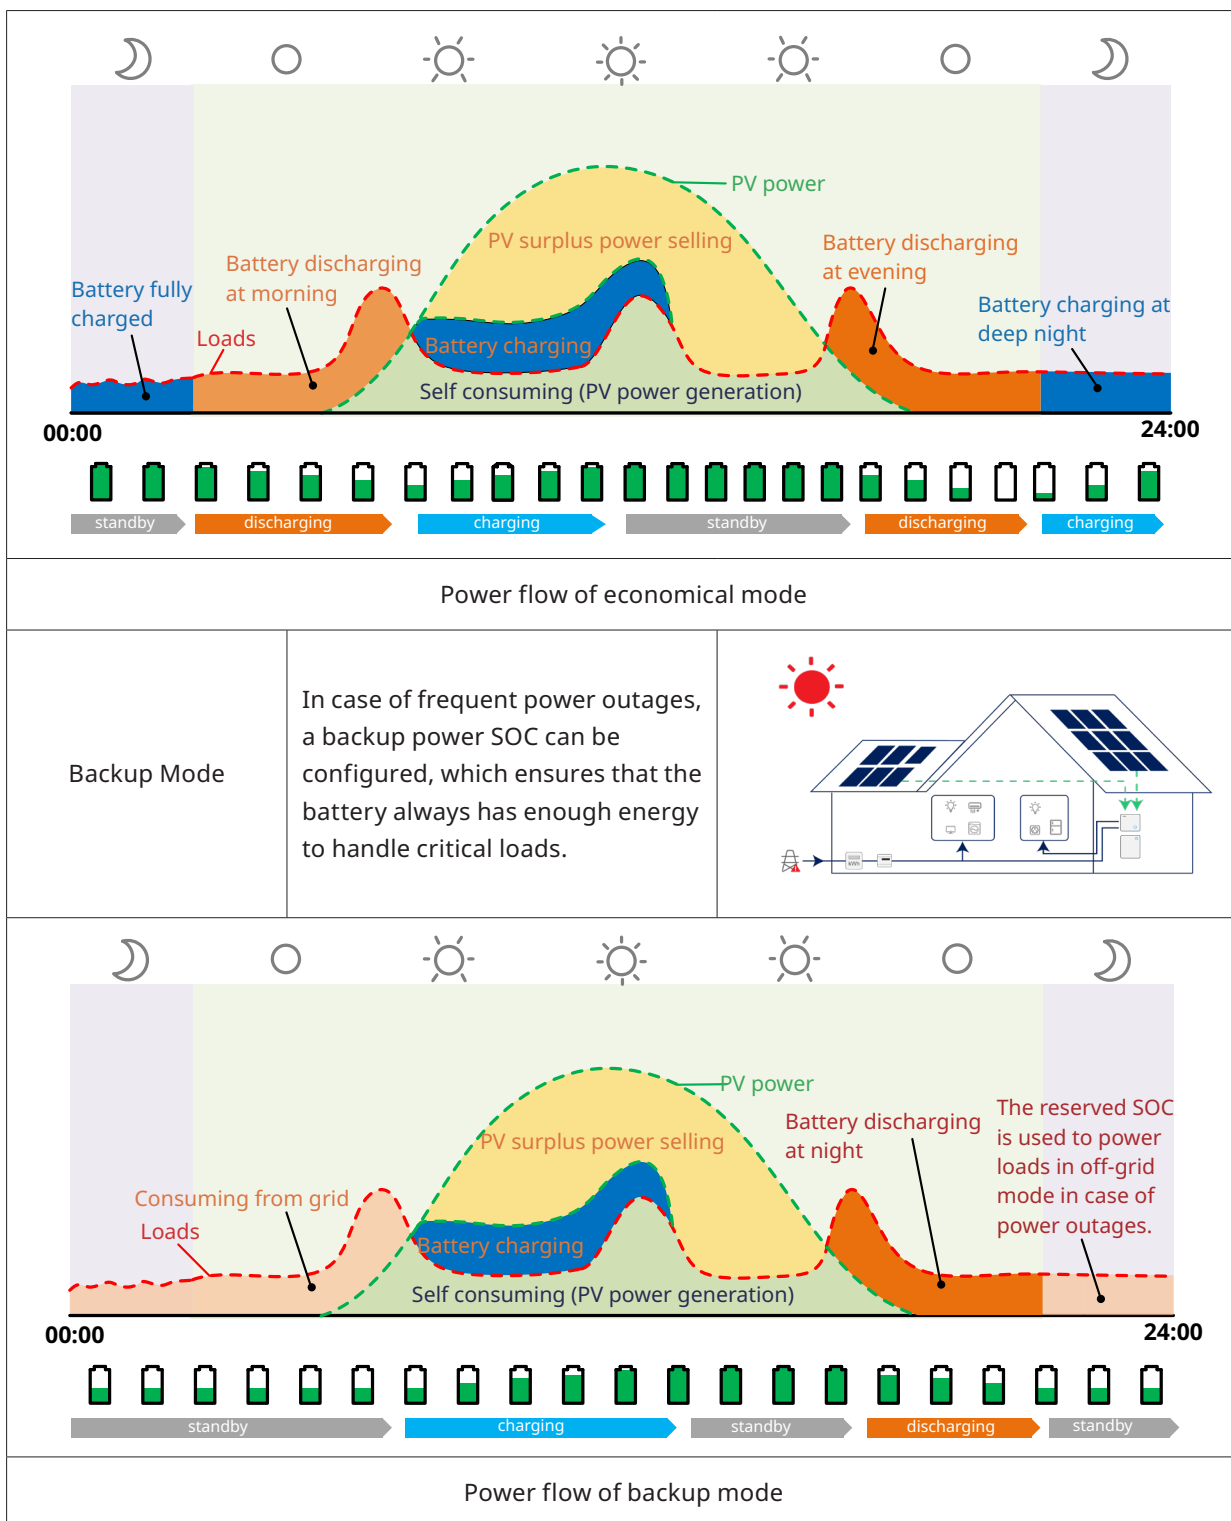 PV power
PV surplus power selling
Battery discharging
at evening
Battery discharging
at morning
Battery fully
charged
Battery charging at
deep night
Loads
Battery charging
Self consuming (PV power generation)
00:00
24:00
standby
discharging
charging
standby
discharging
charging
Power flow of economical mode
Backup Mode
In case of frequent power outages,
a backup power SOC can be
configured, which ensures that the
battery always has enough energy
to handle critical loads.
kWh
PV power
The reserved SOC
is used to power
loads in off-grid
mode in case of
power outages.
Battery discharging
at night
PV surplus power selling
Consuming from grid
Loads
Battery charging
Self consuming (PV power generation)
00:00
24:00
standby
charging
standby
discharging
standby
Power flow of backup mode